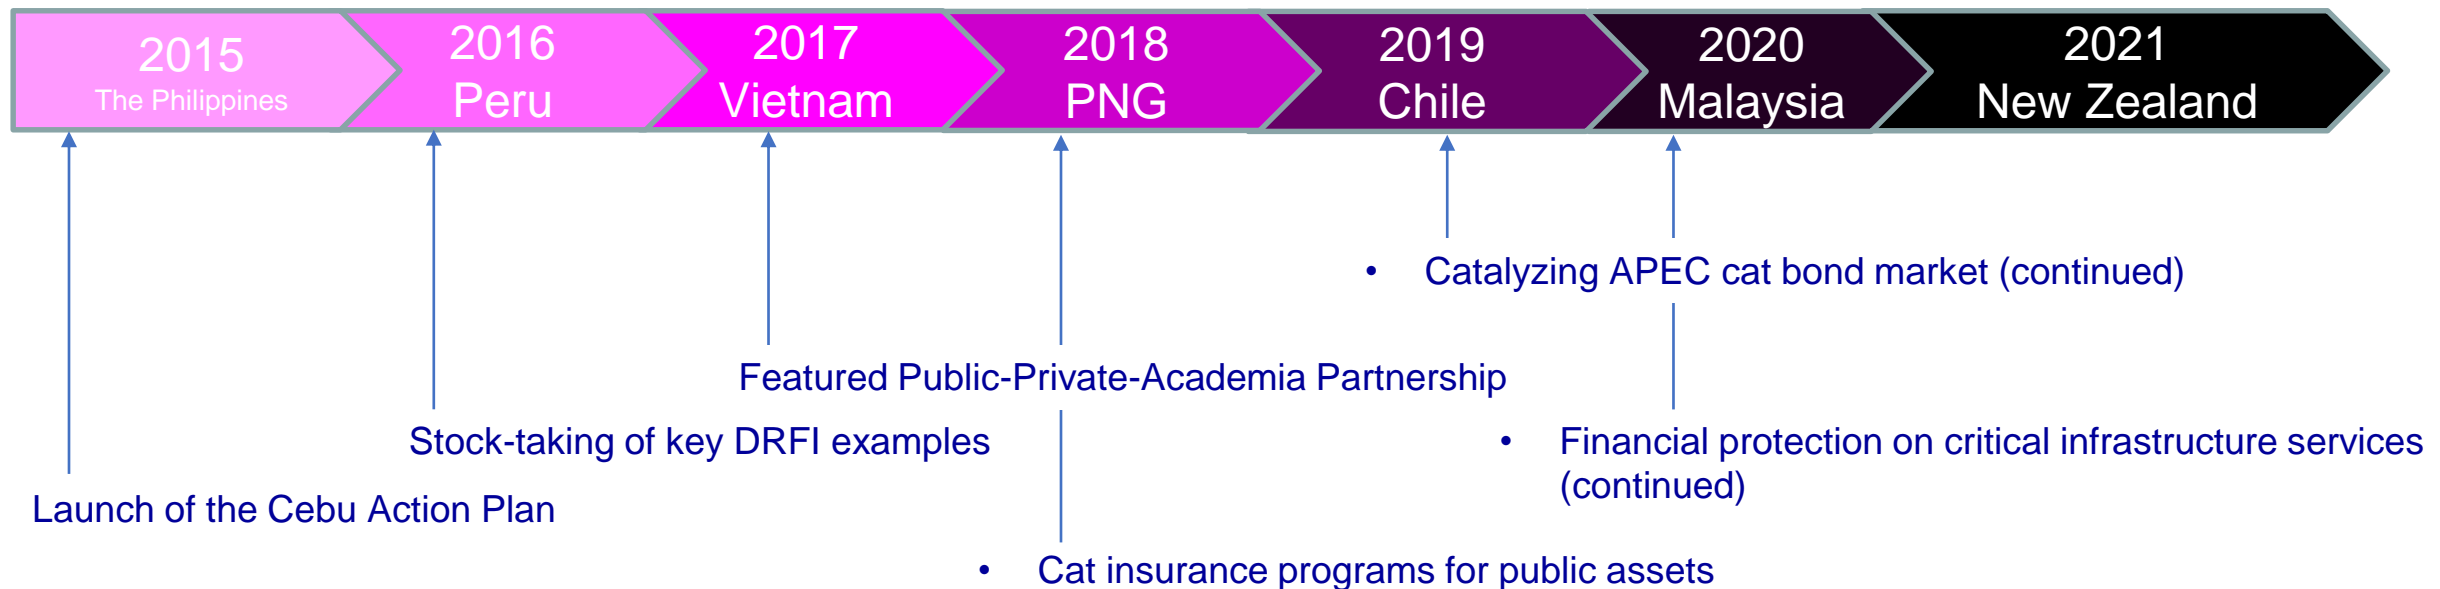 2015
The Philippines
2016
Peru
2017
Vietnam
2018
PNG
2019
Chile
2020
Malaysia
2021
New Zealand
• Catalyzing APEC cat bond market (continued)
Featured Public-Private-Academia Partnership
Stock-taking of key DRFI examples
• Financial protection on critical infrastructure services
(continued)
Launch of the Cebu Action Plan
• Cat insurance programs for public assets